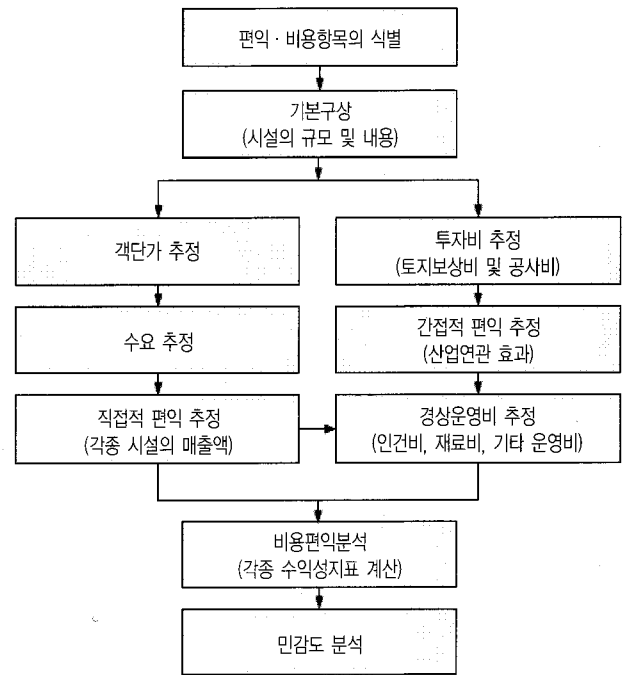 편익·비용항목의 식별
기본구상
(시설의 규모 및 내용)
객단가 추정
투자비 추정
(토지보상비 및 공사비)
수요 추정
간접적 편익 추정
(산업연관 효과)
직접적 편익 추정
(각종 시설의 매출액)
경상운영비 추정
(인건비, 재료비, 기타 운영비)
비용편익분석
(각종 수익성지표 계산)
민감도 분석